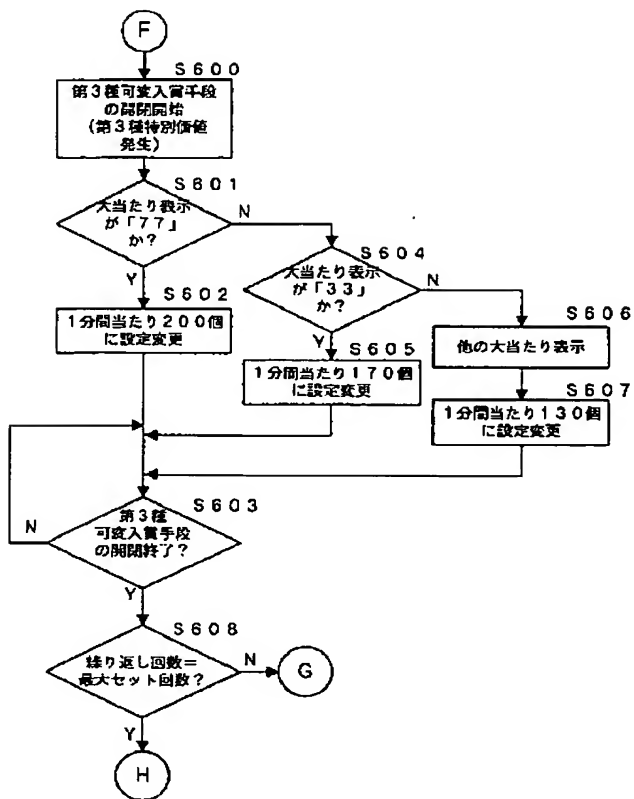 F
S600
第3種可変入賞手段
の開閉開始
(第3種特別価値
発生)
S601
大当たり表示
が「77」
か?
N
Y
S602
1分間当たり200個
に設定変更
S604
大当たり表示
が「33」
か?
N
Y
S605
1分間当たり170個
に設定変更
S606
他の大当たり表示
S607
1分間当たり130個
に設定変更
S603
第3種
可変入賞手段
の開閉終了?
N
Y
S608
繰り返し回数=
最大セット回数?
N
G
Y
H